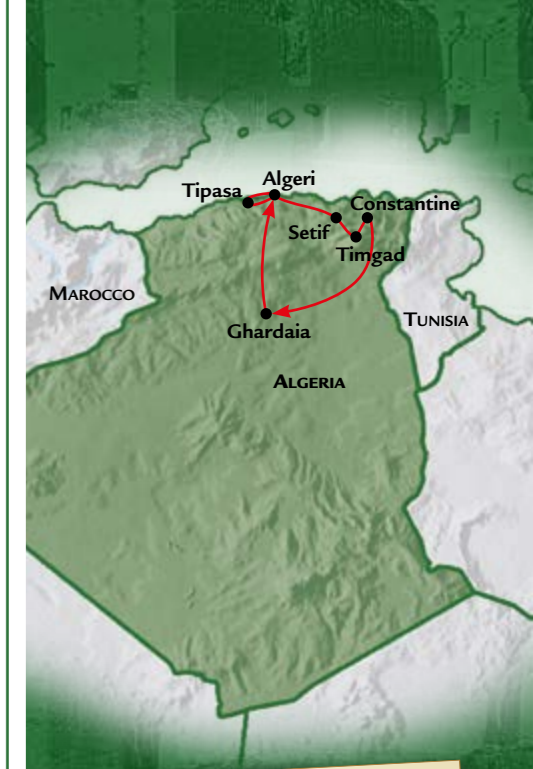 Algeri
Tipasa
Constantine
Setif
Timgad
MAROCCO
TUNISIA
Ghardaia
ALGERIA